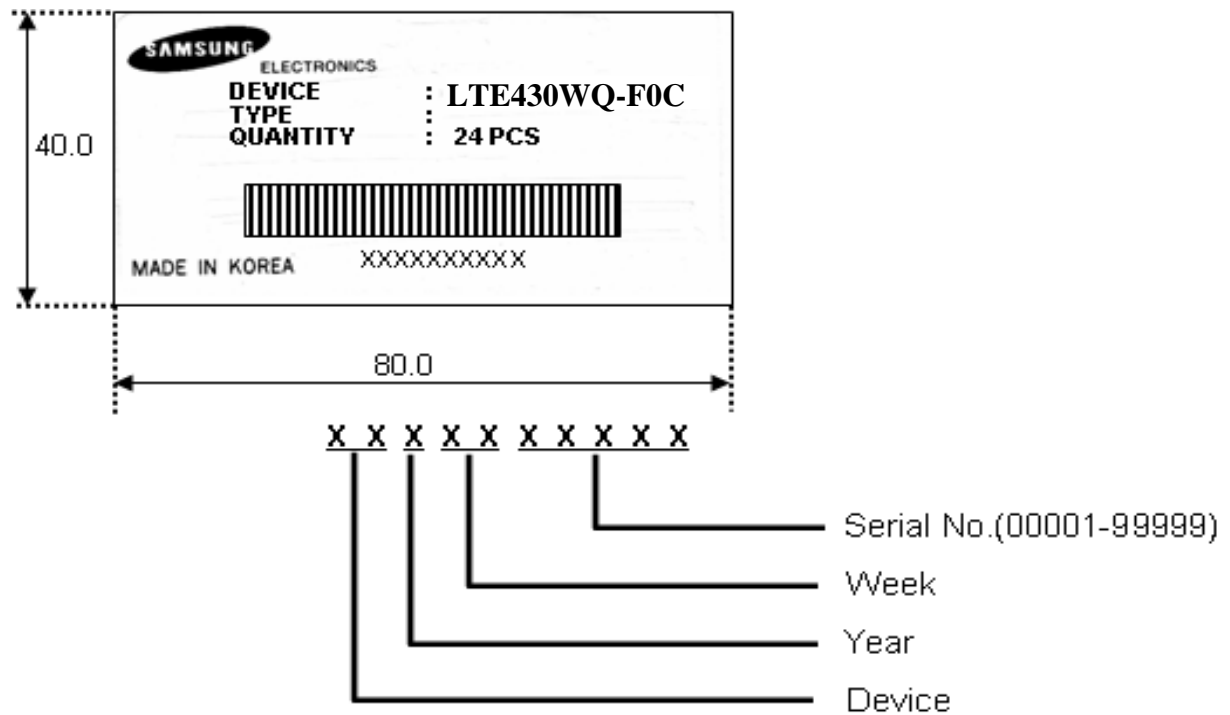 SAMSUNG
ELECTRONICS
DEVICE : LTE430WQ-F0C
TYPE :
QUANTITY : 24 PCS
40.0
XXXXXXXXXX
MADE IN KOREA
80.0
X X X X X X X X X X
Serial No.(00001-99999)
Week
Year
Device